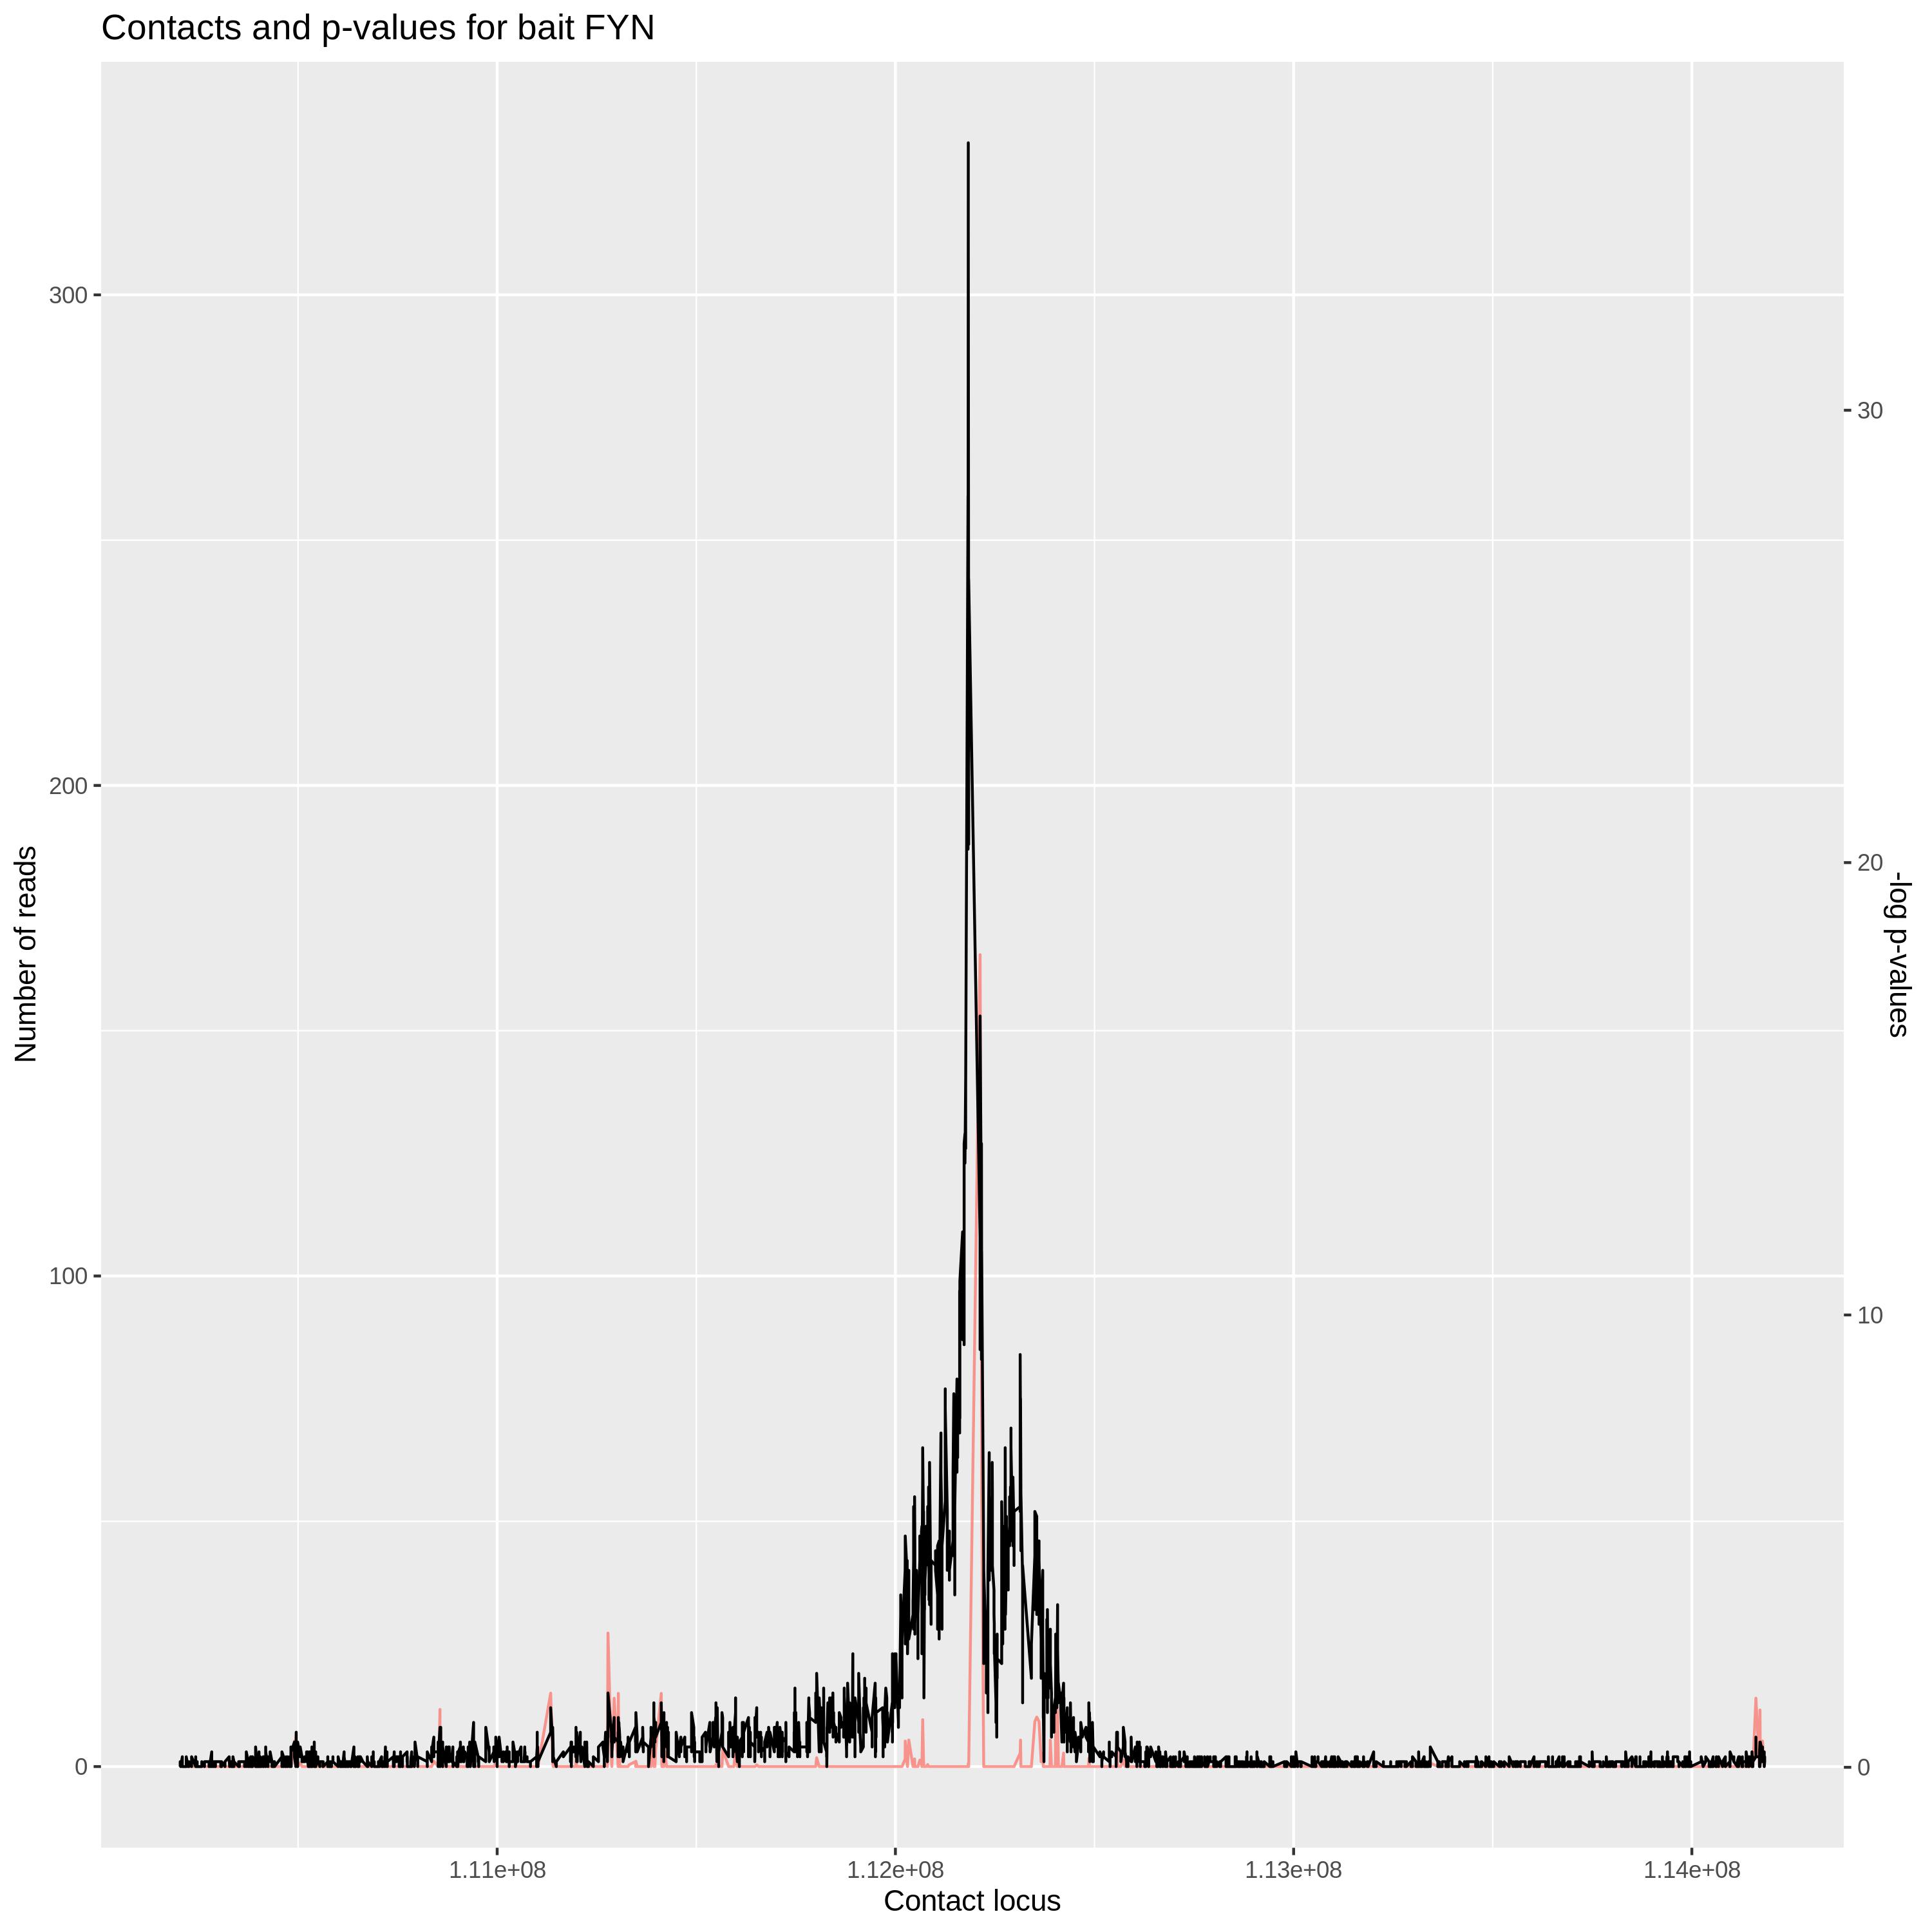 Contacts and p-values for bait FYN
300
200
100
0
Number of reads
30
20
10
0
-log p-values
1.11e+08
1.12e+08
1.13e+08
1.14e+08
Contact locus